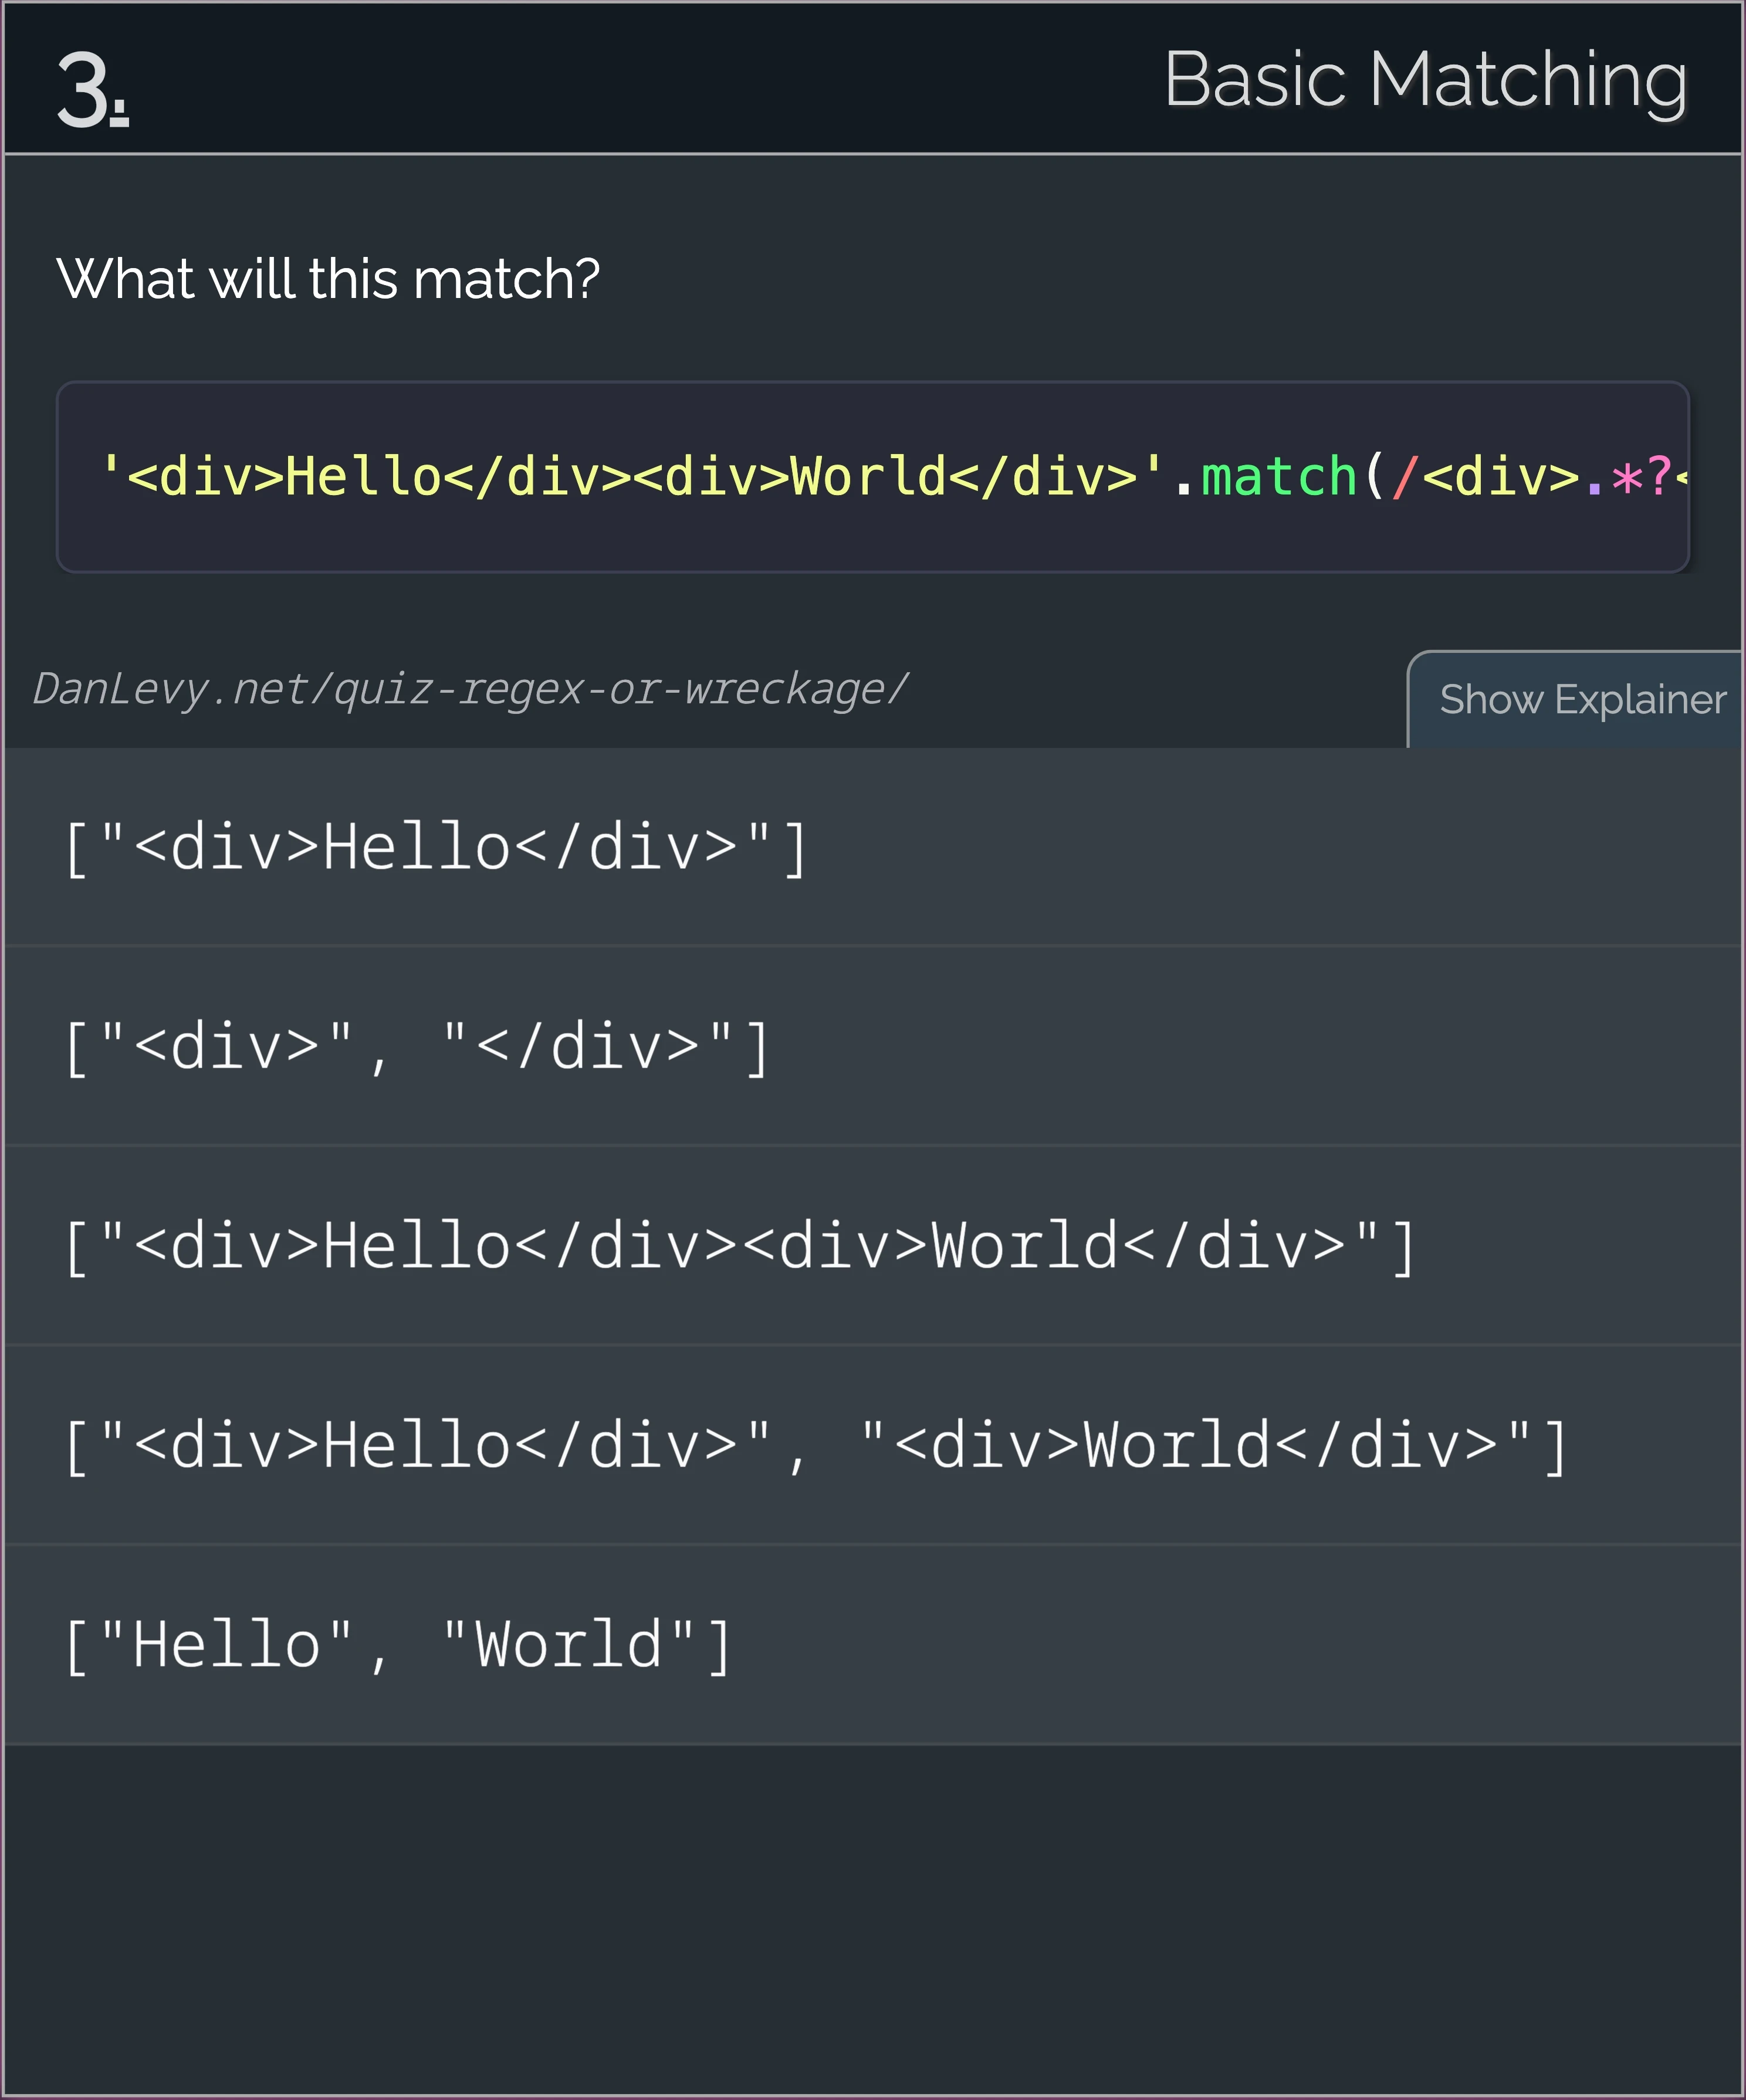 3.
Basic Matching
What will this match?
'<div>Hello</div><div>World</div>'.match(/<div>.*?<
DanLevy.net/quiz-regex-or-wreckage/
Show Explainer
["<div>Hello</div>"]
["<div>", "</div>"]
["<div>Hello</div><div>World</div>"]
["<div>Hello</div>", "<div>World</div>"]
["Hello", "World"]